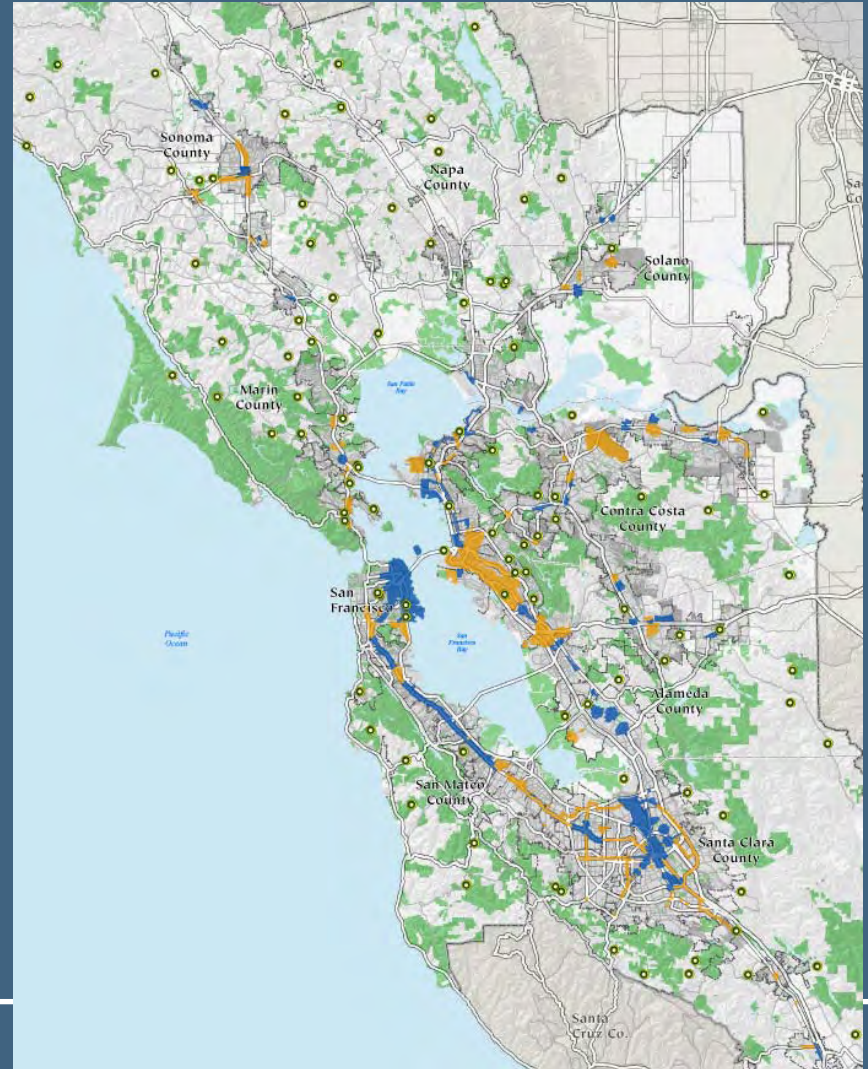 Sonoma
County
Napa
County
Solano
County
San Pablo
Bay
Marin
County
Contra Costa
County
San
Francisco
Pacific
Ocean
San
Francisco
Bay
Alameda
County
San Mateo
County
Santa Clara
County
Santa
Cruz Co.